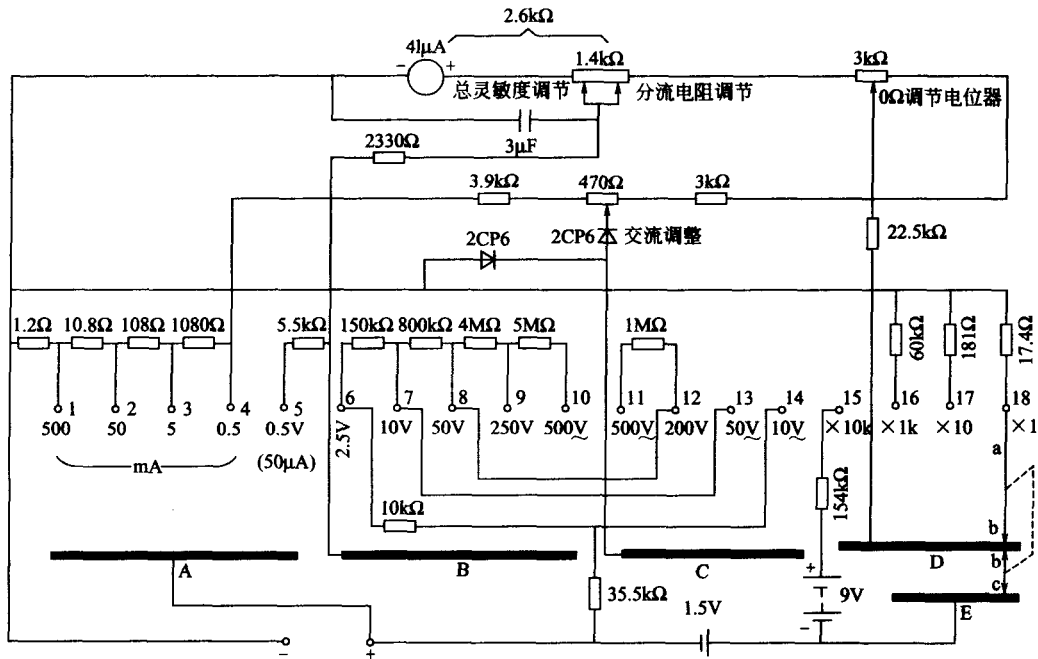 2.6kΩ
41μA
− +
1.4kΩ
3kΩ
总灵敏度调节
分流电阻调节
0Ω调节电位器
3μF
2330Ω
3.9kΩ
470Ω
3kΩ
2CP6
2CP6
交流调整
22.5kΩ
1.2Ω 10.8Ω 108Ω 1080Ω 5.5kΩ 150kΩ 800kΩ 4MΩ 5MΩ 1MΩ
60kΩ 181Ω 17.4Ω
1 2 3 4 5 6 7 8 9 10 11 12 13 14 15 16 17 18
500 50 5 0.5 0.5V 2.5V 10V 50V 250V 500V 500V 200V 50V 10V ×10k ×1k ×10 ×1
mA
(50μA)
a
154kΩ
10kΩ
b
b
c
A B C D E
35.5kΩ
1.5V
+
9V
−
− +